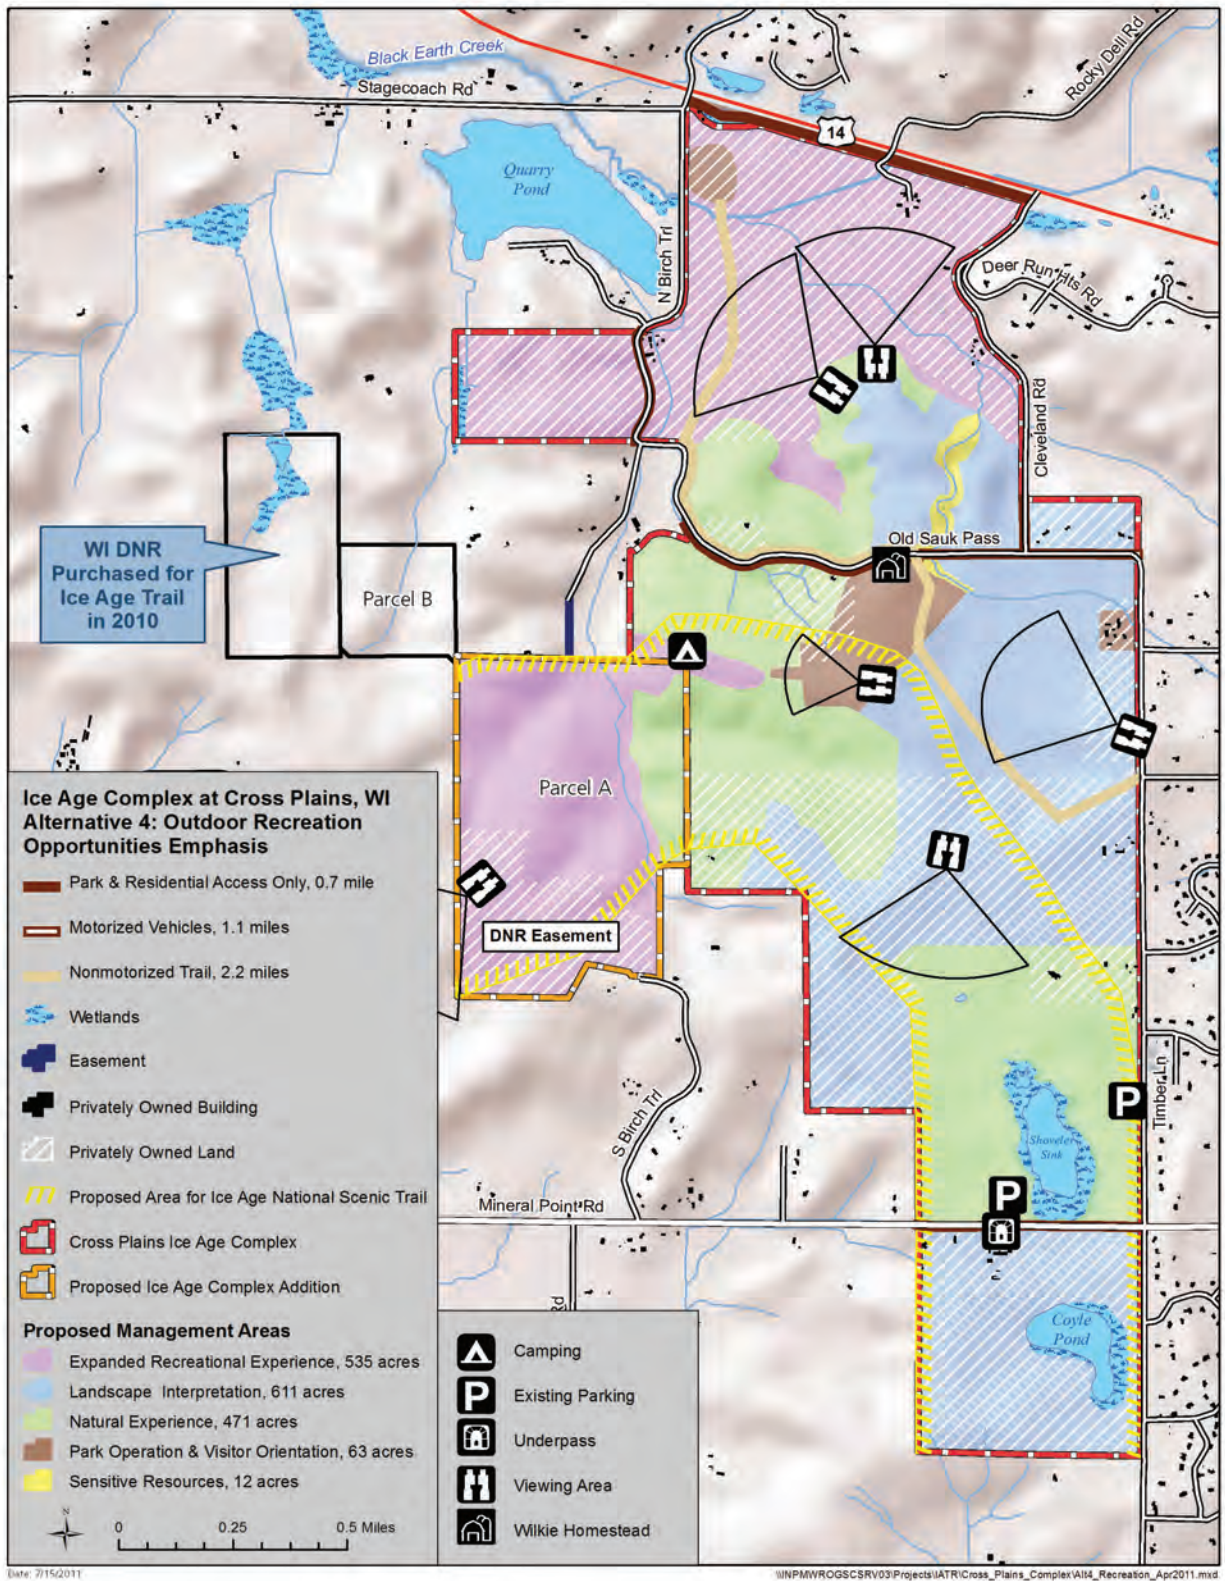 Black Earth Creek
Stagecoach Rd
Rocky Dell Rd
14
Quarry
Pond
N Birch Trl
Deer Run Hts Rd
Cleveland Rd
Old Sauk Pass
WI DNR
Purchased for
Ice Age Trail
in 2010
Parcel B
Parcel A
DNR Easement
S Birch Trl
Timber Ln
P
Shoveler
Sink
P
Mineral Point Rd
Rd
Coyle
Pond
Ice Age Complex at Cross Plains, WI
Alternative 4: Outdoor Recreation
Opportunities Emphasis
Park & Residential Access Only, 0.7 mile
Motorized Vehicles, 1.1 miles
Nonmotorized Trail, 2.2 miles
Wetlands
Easement
Privately Owned Building
Privately Owned Land
Proposed Area for Ice Age National Scenic Trail
Cross Plains Ice Age Complex
Proposed Ice Age Complex Addition
Proposed Management Areas
Expanded Recreational Experience, 535 acres
Landscape Interpretation, 611 acres
Natural Experience, 471 acres
Park Operation & Visitor Orientation, 63 acres
Sensitive Resources, 12 acres
N
0 0.25 0.5 Miles
Camping
P Existing Parking
Underpass
Viewing Area
Wilkie Homestead
Date: 7/15/2011
\\INPMWROGSCSRV03\Projects\IATR\Cross_Plains_Complex\Alt4_Recreation_Apr2011.mxd